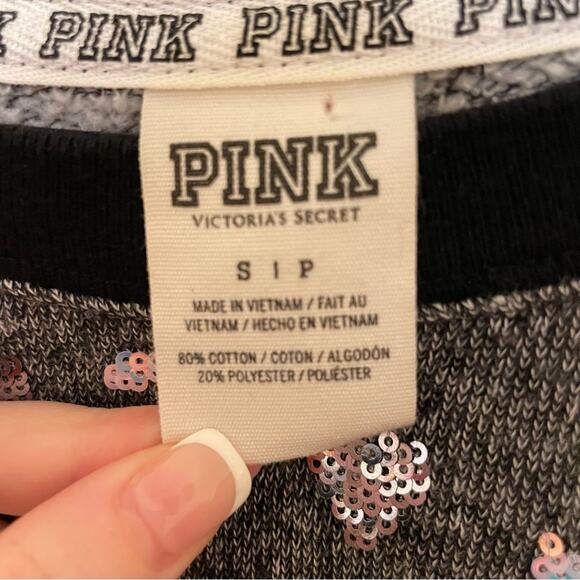 PINK PINK PINK
PINK
VICTORIA'S SECRET
S | P
MADE IN VIETNAM / FAIT AU
VIETNAM / HECHO EN VIETNAM
80% COTTON / COTON / ALGODÓN
20% POLYESTER / POLIÉSTER